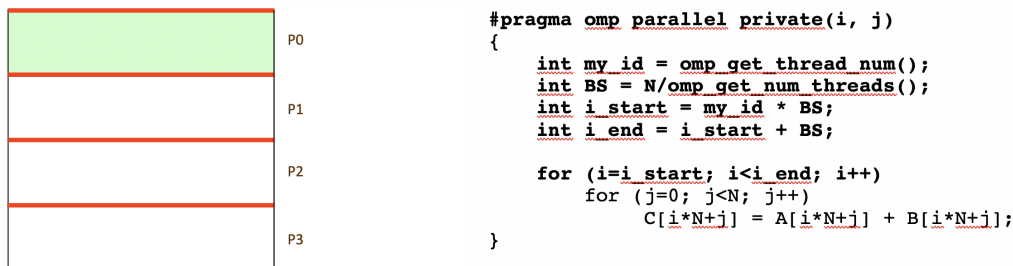 P0
P1
P2
P3
#pragma omp parallel private(i, j)
{
    int my_id = omp_get_thread_num();
    int BS = N/omp_get_num_threads();
    int i_start = my_id * BS;
    int i_end = i_start + BS;

    for (i=i_start; i<i_end; i++)
        for (j=0; j<N; j++)
            C[i*N+j] = A[i*N+j] + B[i*N+j];
}